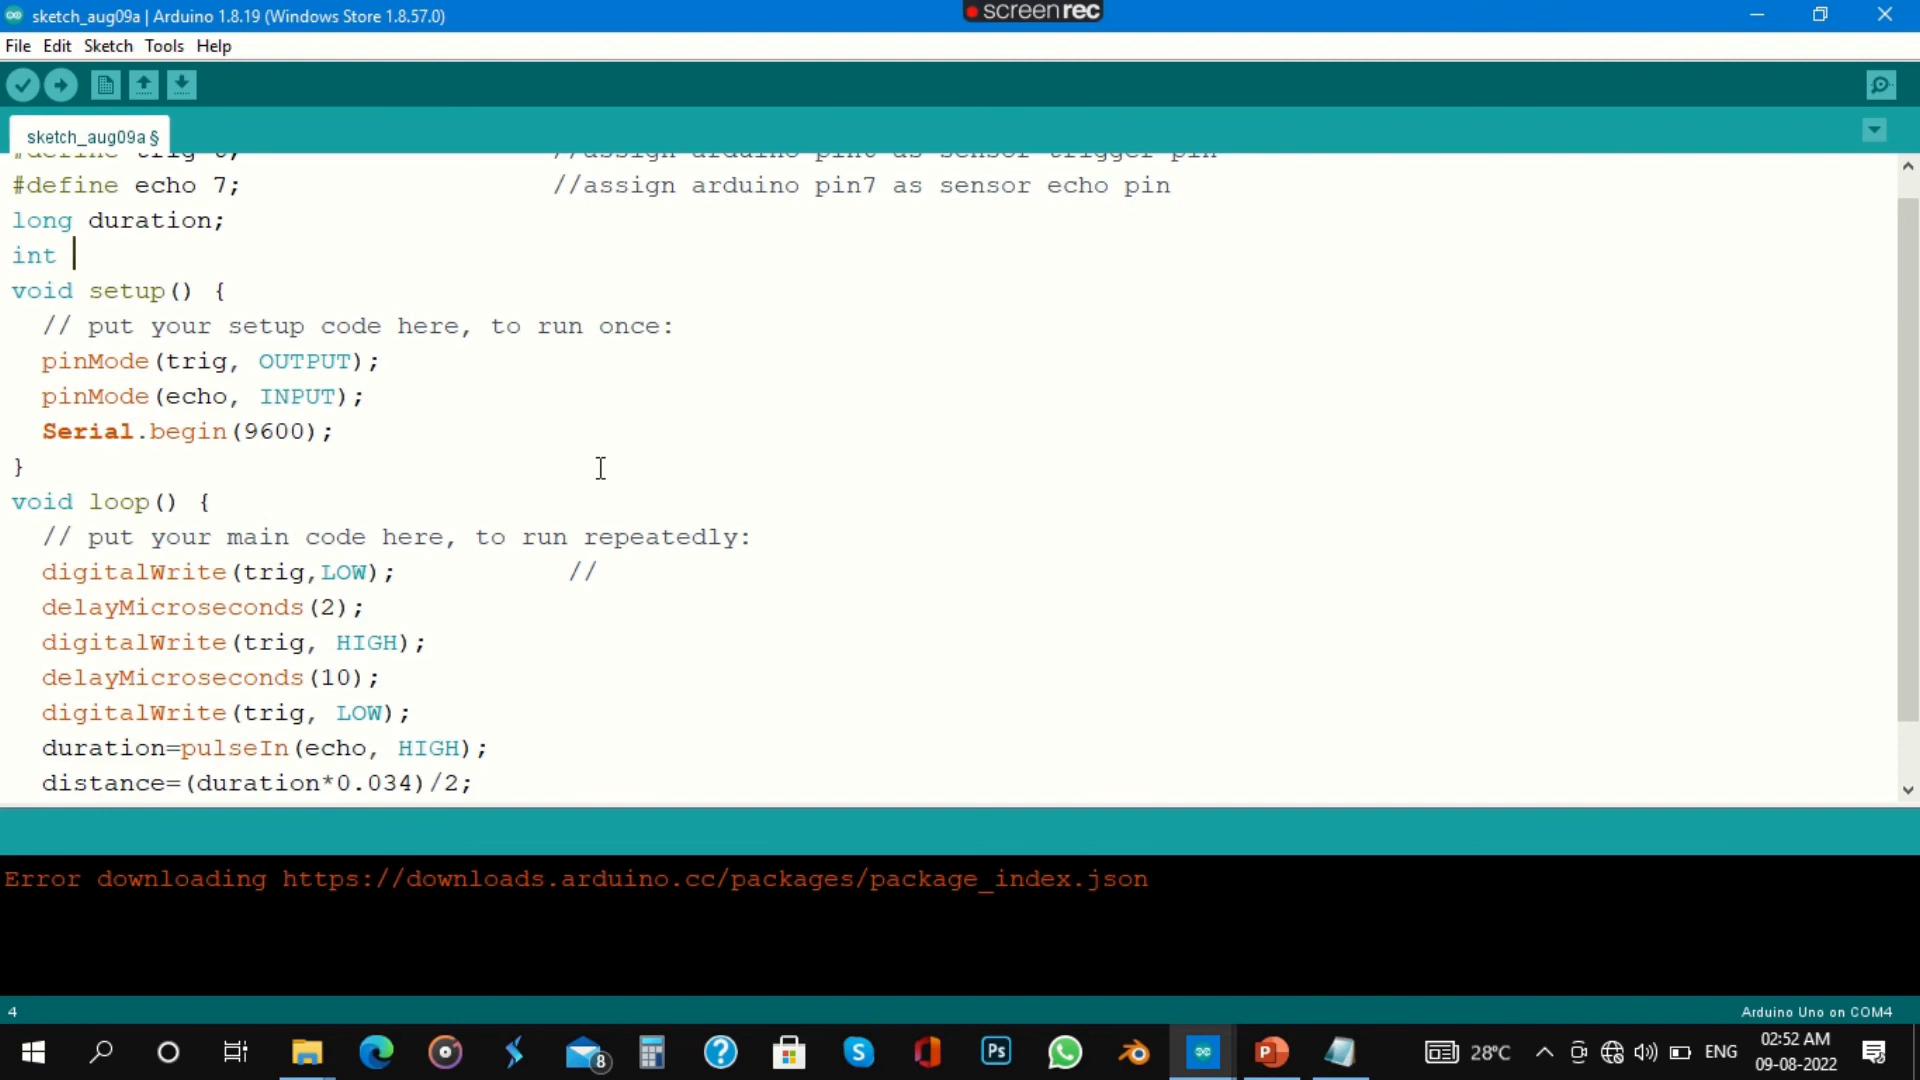 sketch_aug09a | Arduino 1.8.19 (Windows Store 1.8.57.0)
screenrec
File Edit Sketch Tools Help
sketch_aug09a §
#define trig 6; //assign arduino pin6 as sensor trigger pin
#define echo 7; //assign arduino pin7 as sensor echo pin
long duration;
int
void setup() {
// put your setup code here, to run once:
pinMode(trig, OUTPUT);
pinMode(echo, INPUT);
Serial.begin(9600);
}
void loop() {
// put your main code here, to run repeatedly:
digitalWrite(trig,LOW); //
delayMicroseconds(2);
digitalWrite(trig, HIGH);
delayMicroseconds(10);
digitalWrite(trig, LOW);
duration=pulseIn(echo, HIGH);
distance=(duration*0.034)/2;
Error downloading https://downloads.arduino.cc/packages/package_index.json
4
Arduino Uno on COM4
8
Ps
28°C
ENG
02:52 AM
09-08-2022